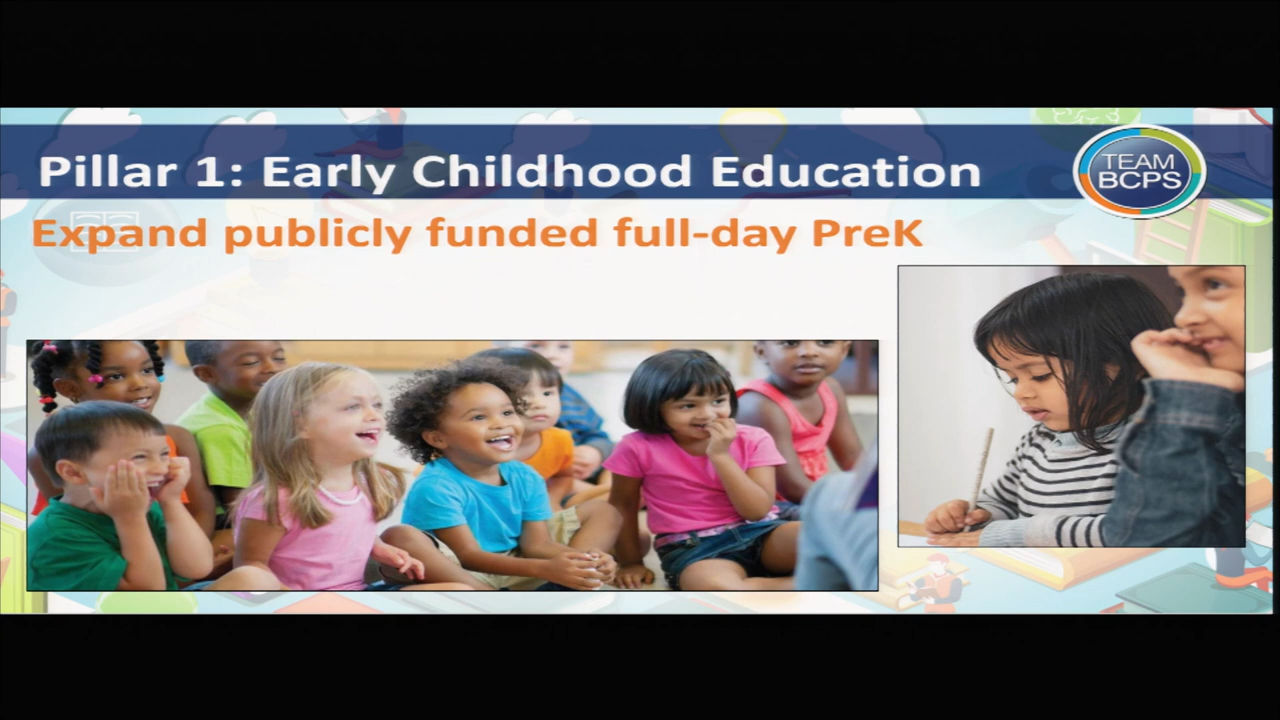 Pillar 1: Early Childhood Education
TEAM
BCPS
Expand publicly funded full-day PreK